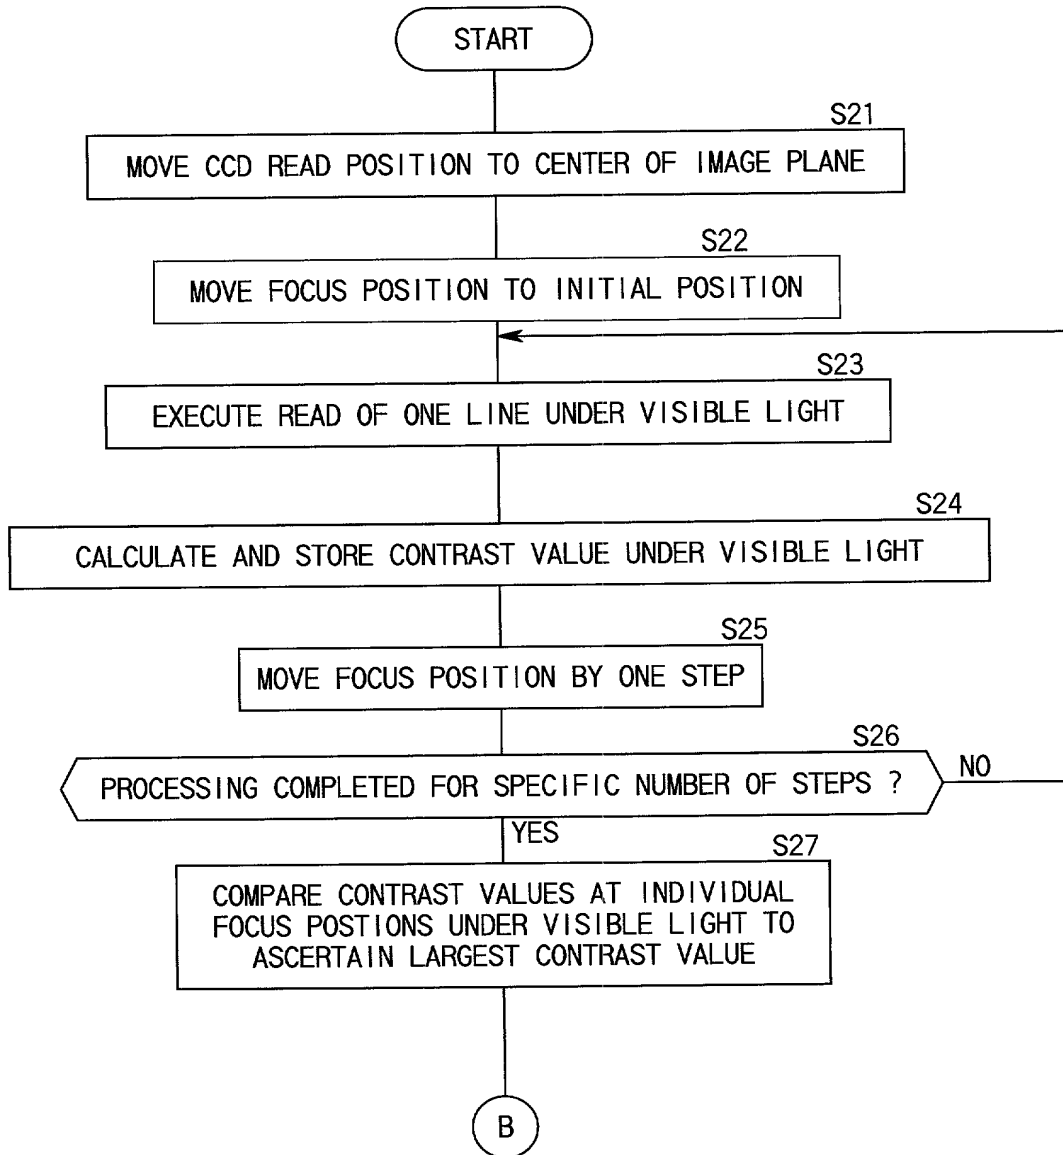 START
S21
MOVE CCD READ POSITION TO CENTER OF IMAGE PLANE
S22
MOVE FOCUS POSITION TO INITIAL POSITION
S23
EXECUTE READ OF ONE LINE UNDER VISIBLE LIGHT
S24
CALCULATE AND STORE CONTRAST VALUE UNDER VISIBLE LIGHT
S25
MOVE FOCUS POSITION BY ONE STEP
S26
PROCESSING COMPLETED FOR SPECIFIC NUMBER OF STEPS ?
NO
YES
S27
COMPARE CONTRAST VALUES AT INDIVIDUAL
FOCUS POSTIONS UNDER VISIBLE LIGHT TO
ASCERTAIN LARGEST CONTRAST VALUE
B